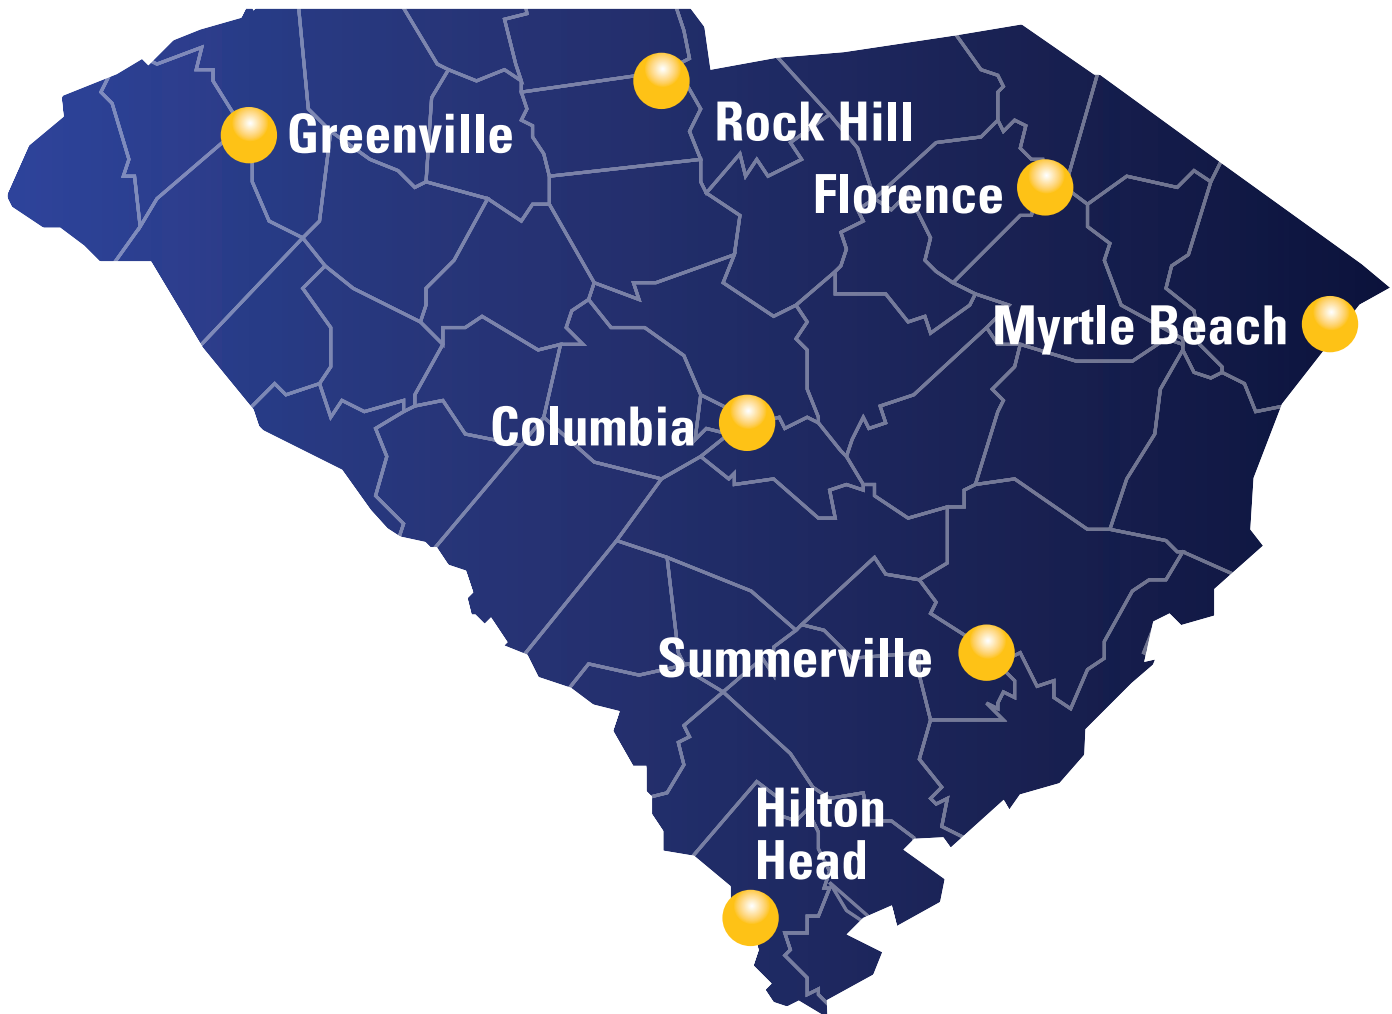 Rock Hill
Greenville
Florence
Myrtle Beach
Columbia
Summerville
Hilton
Head